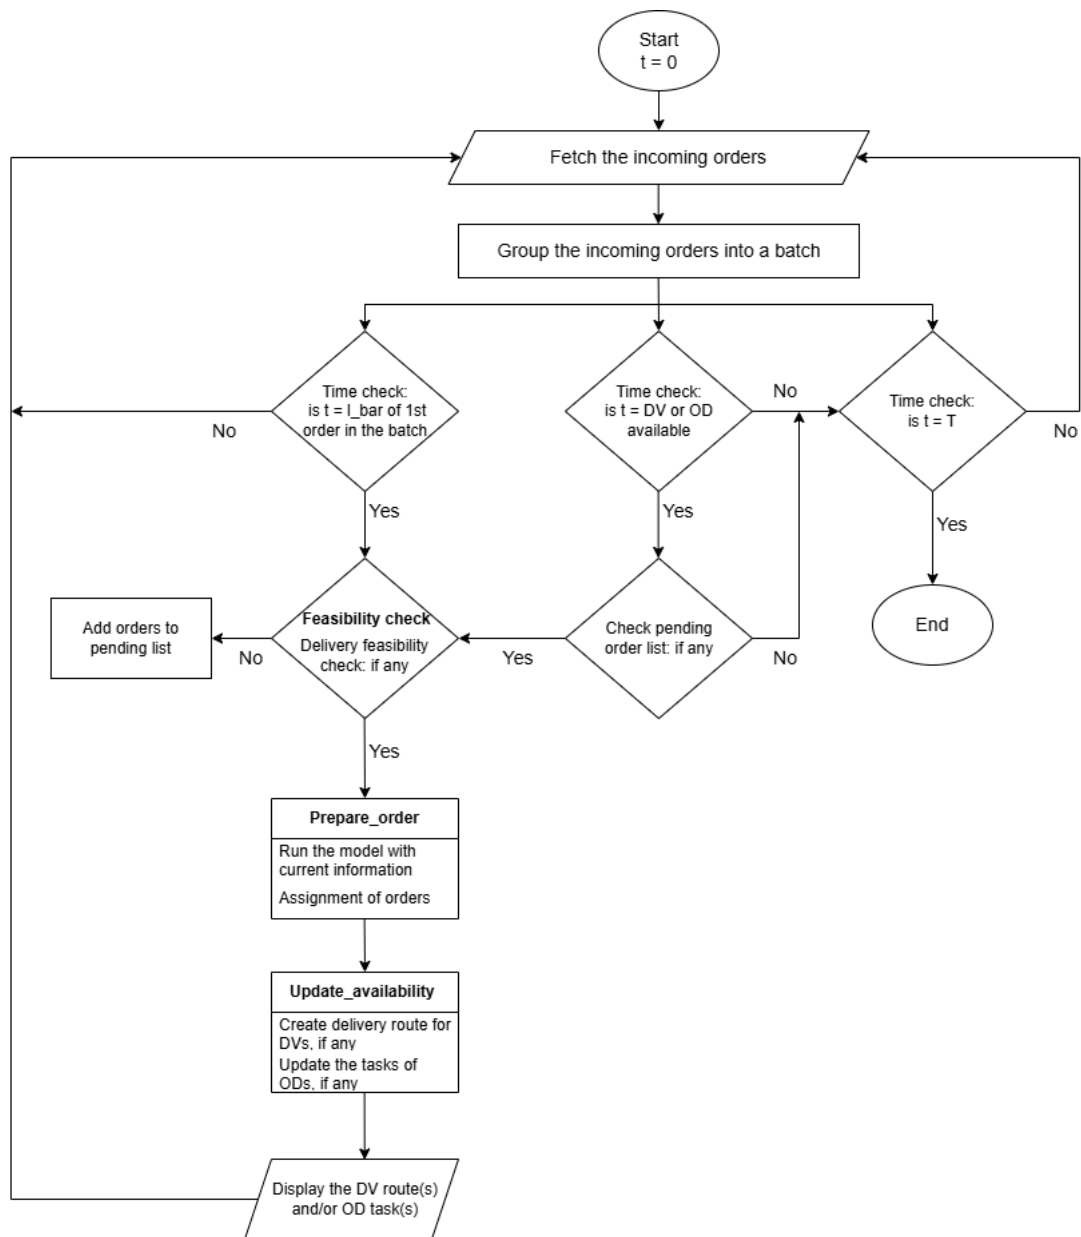 Start
t = 0
Fetch the incoming orders
Group the incoming orders into a batch
Time check:
is t = l_bar of 1st
order in the batch
Time check:
is t = DV or OD
available
No
Time check:
is t = T
No
No
Yes
Yes
Yes
Feasibility check
Delivery feasibility
check: if any
Add orders to
pending list
No
Yes
Check pending
order list: if any
No
End
Yes
Prepare_order
Run the model with
current information
Assignment of orders
Update_availability
Create delivery route for
DVs, if any
Update the tasks of
ODs, if any
Display the DV route(s)
and/or OD task(s)